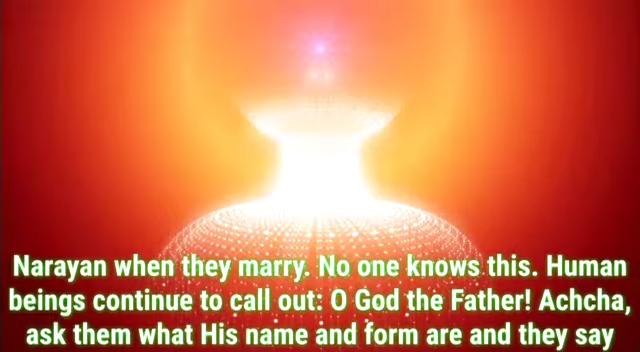 Narayan when they marry. No one knows this. Human
beings continue to call out: O God the Father! Achcha,
ask them what His name and form are and they say